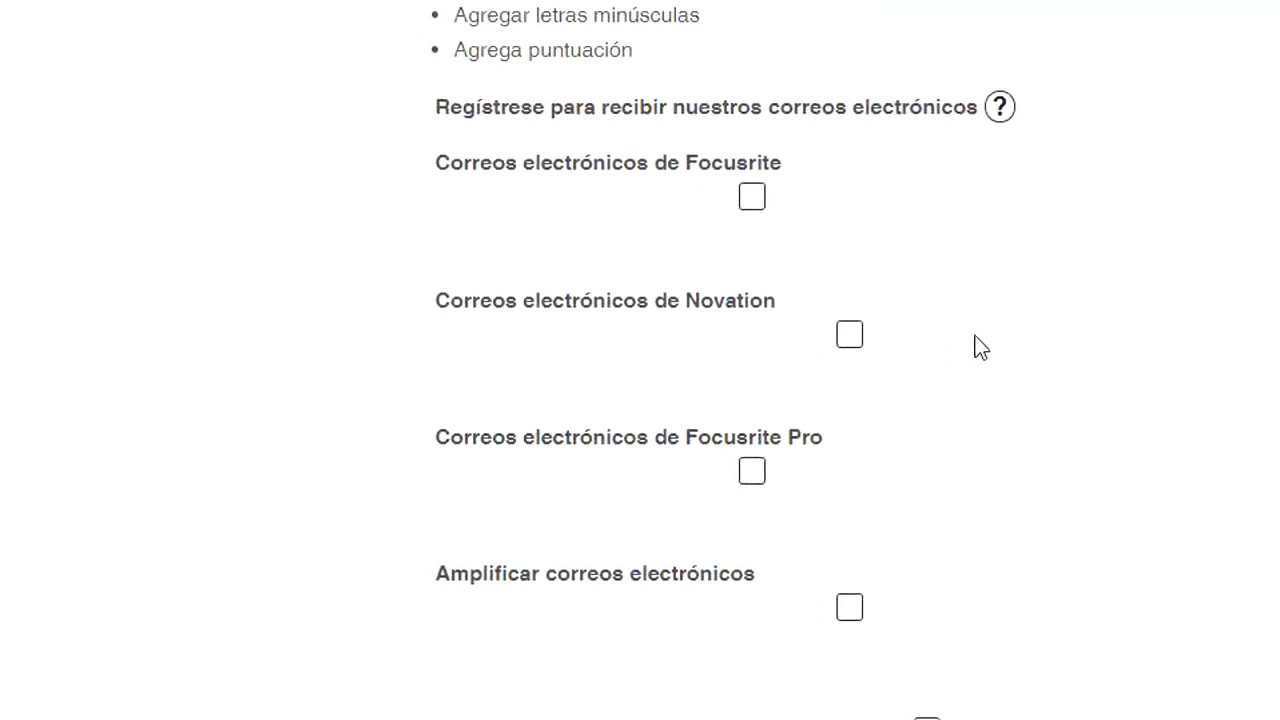 Agregar letras minúsculas
Agrega puntuación
Regístrese para recibir nuestros correos electrónicos ?
Correos electrónicos de Focusrite
Correos electrónicos de Novation
Correos electrónicos de Focusrite Pro
Amplificar correos electrónicos